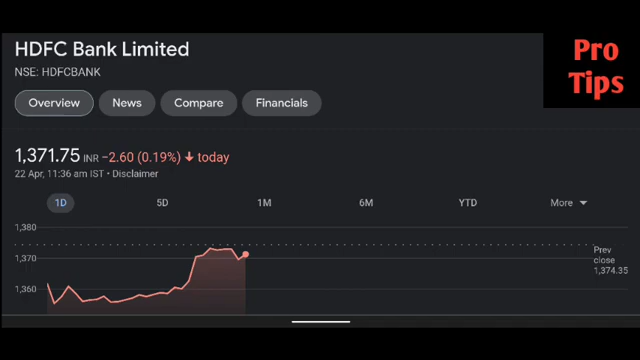 HDFC Bank Limited
NSE: HDFCBANK
Pro
Tips
Overview
News
Compare
Financials
1,371.75 INR −2.60 (0.19%) ↓ today
22 Apr, 11:36 am IST • Disclaimer
1D
5D
1M
6M
YTD
More
1,380
1,370
1,360
Prev
close
1,374.35